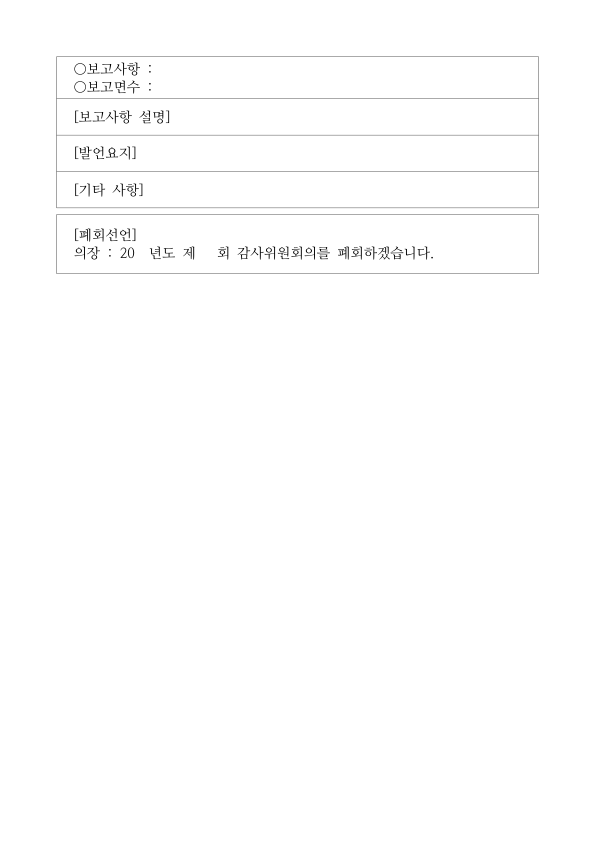 ○보고사항 :
○보고면수 :
[보고사항 설명]
[발언요지]
[기타 사항]
[폐회선언]
의장 : 20  년도 제   회 감사위원회의를 폐회하겠습니다.